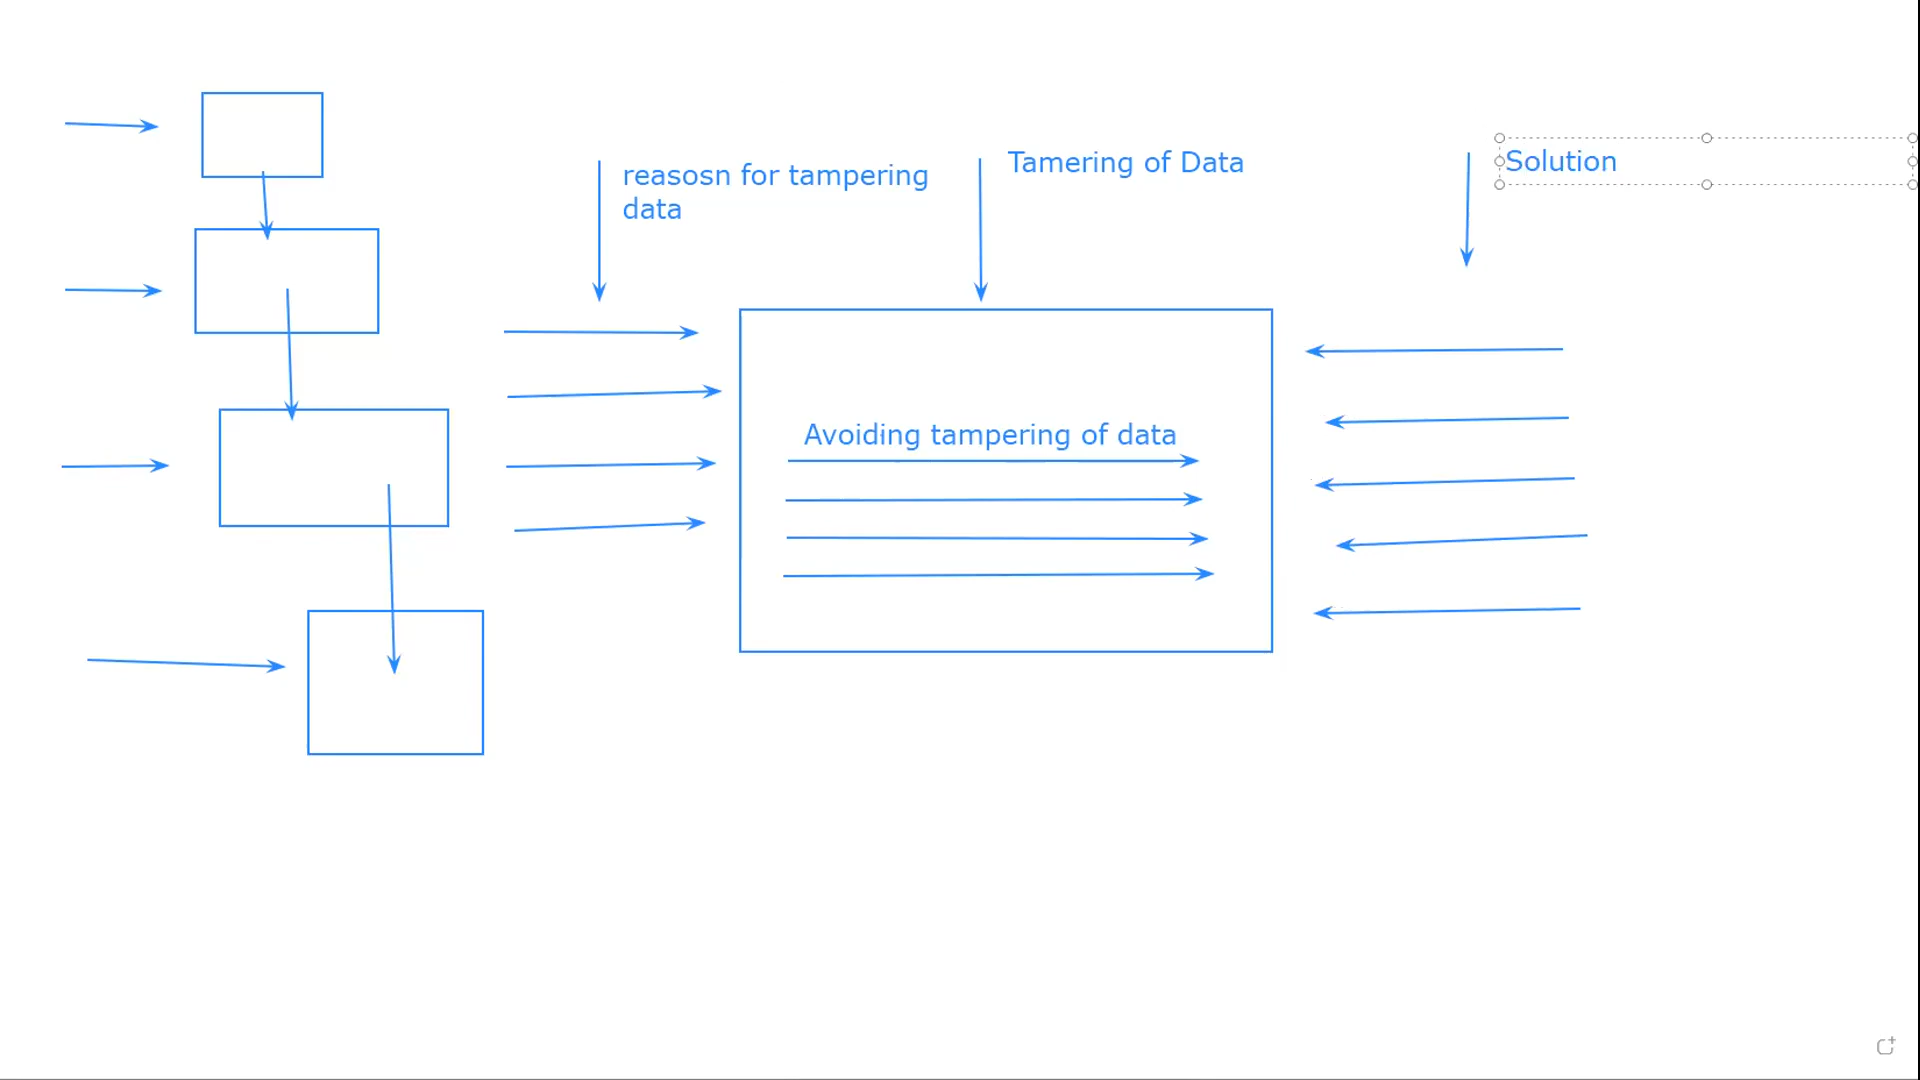 reasosn for tampering
data
Tamering of Data
Solution
Avoiding tampering of data